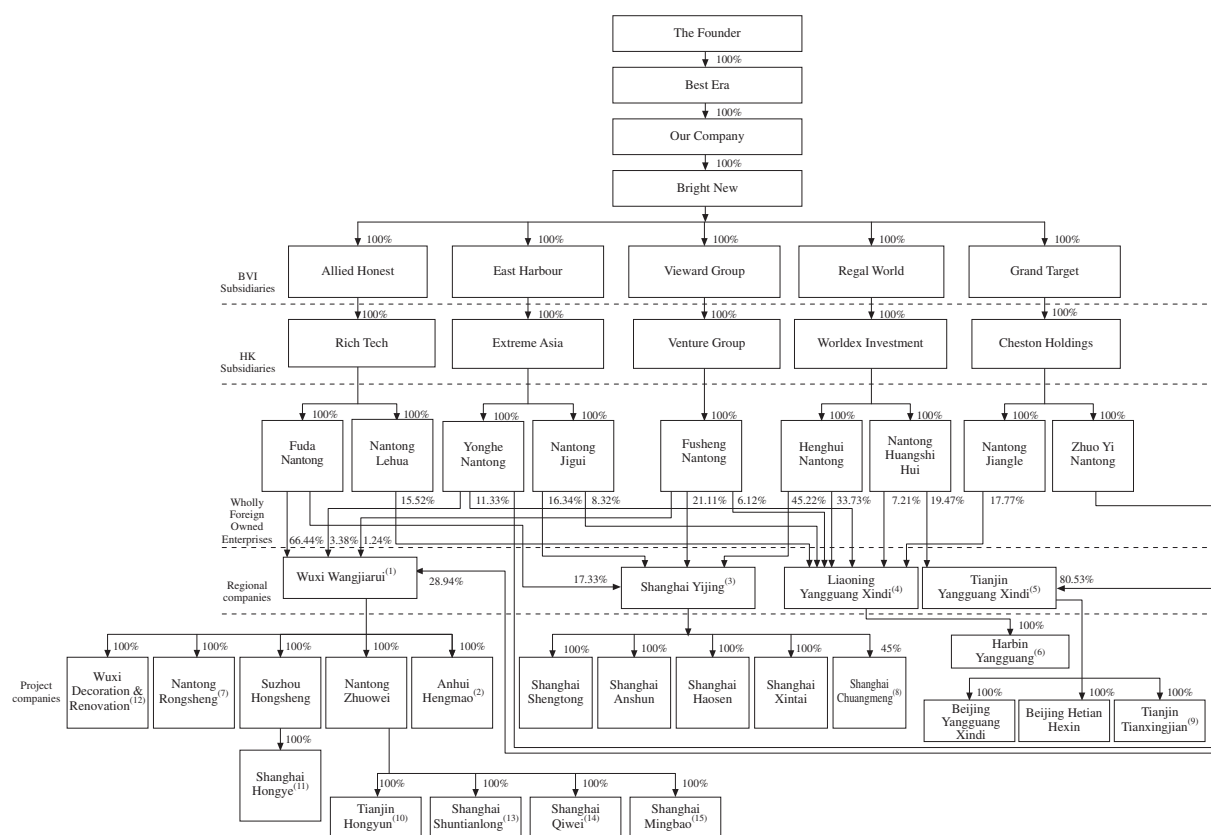 The Founder
100%
Best Era
100%
Our Company
100%
Bright New
100% 100% 100% 100% 100%
Allied Honest East Harbour Vieward Group Regal World Grand Target
BVI
Subsidiaries
100% 100% 100% 100% 100%
Rich Tech Extreme Asia Venture Group Worldex Investment Cheston Holdings
HK
Subsidiaries
100% 100% 100% 100% 100% 100% 100% 100% 100%
Fuda
Nantong
Nantong
Lehua
Yonghe
Nantong
Nantong
Jigui
Fusheng
Nantong
Henghui
Nantong
Nantong
Huangshi
Hui
Nantong
Jiangle
Zhuo Yi
Nantong
Wholly
Foreign
Owned
Enterprises
15.52% 11.33% 16.34% 8.32% 21.11% 6.12% 45.22% 33.73% 7.21% 19.47% 17.77%
66.44% 3.38% 1.24%
Regional
companies
Wuxi Wangjiarui(1)
28.94%
17.33%
Shanghai Yijing(3)
Liaoning
Yangguang Xindi(4)
Tianjin
Yangguang Xindi(5)
80.53%
100%
Harbin
Yangguang(6)
Project
companies
100% 100% 100% 100% 100%
Wuxi
Decoration &
Renovation(12)
Nantong
Rongsheng(7)
Suzhou
Hongsheng
Nantong
Zhuowei
Anhui
Hengmao(2)
100% 100% 100% 100% 45%
Shanghai
Shengtong
Shanghai
Anshun
Shanghai
Haosen
Shanghai
Xintai
Shanghai
Chuangmeng(8)
100% 100% 100%
Beijing
Yangguang
Xindi
Beijing Hetian
Hexin
Tianjin
Tianxingjian(9)
100%
Shanghai
Hongye(11)
100% 100% 100% 100%
Tianjin
Hongyun(10)
Shanghai
Shuntianlong(13)
Shanghai
Qiwei(14)
Shanghai
Mingbao(15)